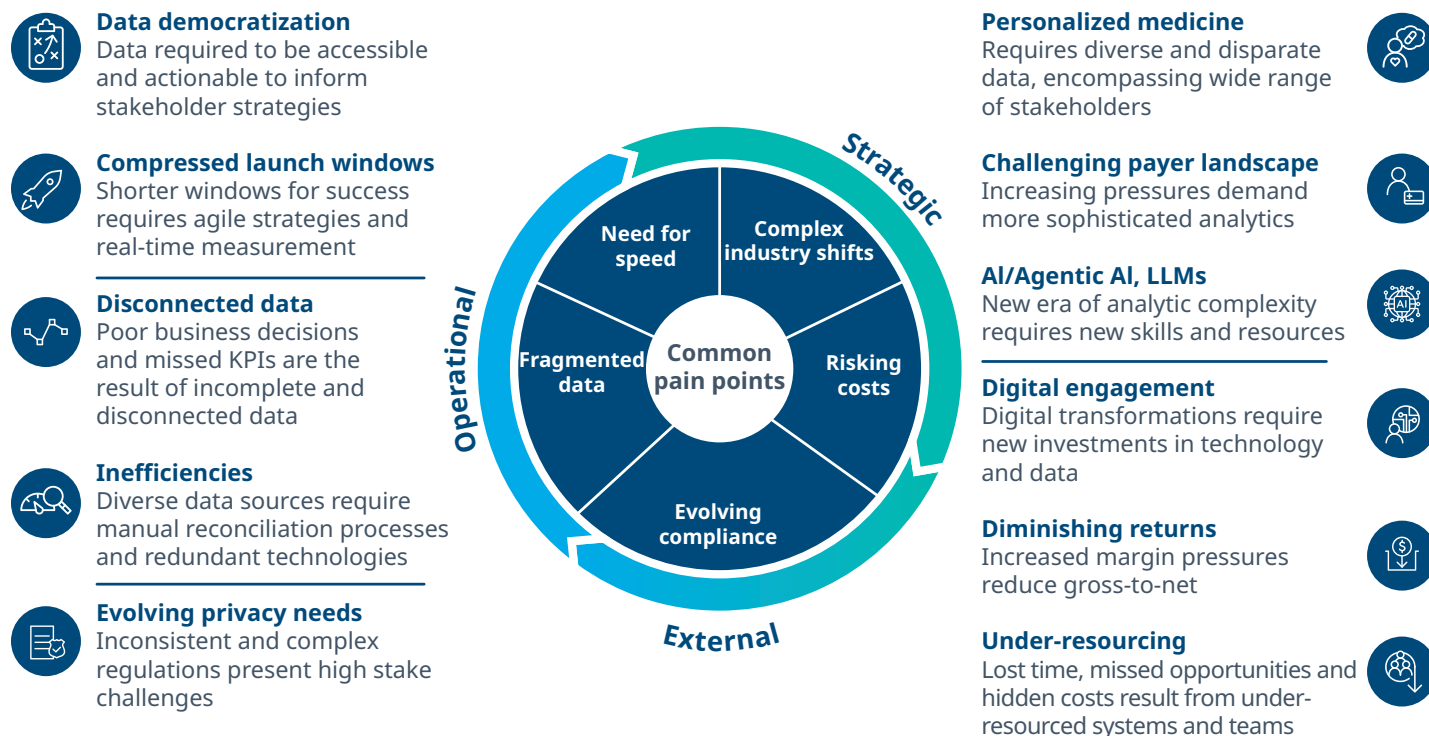 Data democratization
Data required to be accessible
and actionable to inform
stakeholder strategies
Compressed launch windows
Shorter windows for success
requires agile strategies and
real-time measurement
Disconnected data
Poor business decisions
and missed KPIs are the
result of incomplete and
disconnected data
Inefficiencies
Diverse data sources require
manual reconciliation processes
and redundant technologies
Evolving privacy needs
Inconsistent and complex
regulations present high stake
challenges
Operational
Strategic
External
Need for
speed
Complex
industry shifts
Fragmented
data
Common
pain points
Risking
costs
Evolving
compliance
Personalized medicine
Requires diverse and disparate
data, encompassing wide range
of stakeholders
Challenging payer landscape
Increasing pressures demand
more sophisticated analytics
AI/Agentic AI, LLMs
New era of analytic complexity
requires new skills and resources
AI
Digital engagement
Digital transformations require
new investments in technology
and data
Diminishing returns
Increased margin pressures
reduce gross-to-net
$
Under-resourcing
Lost time, missed opportunities and
hidden costs result from under-
resourced systems and teams